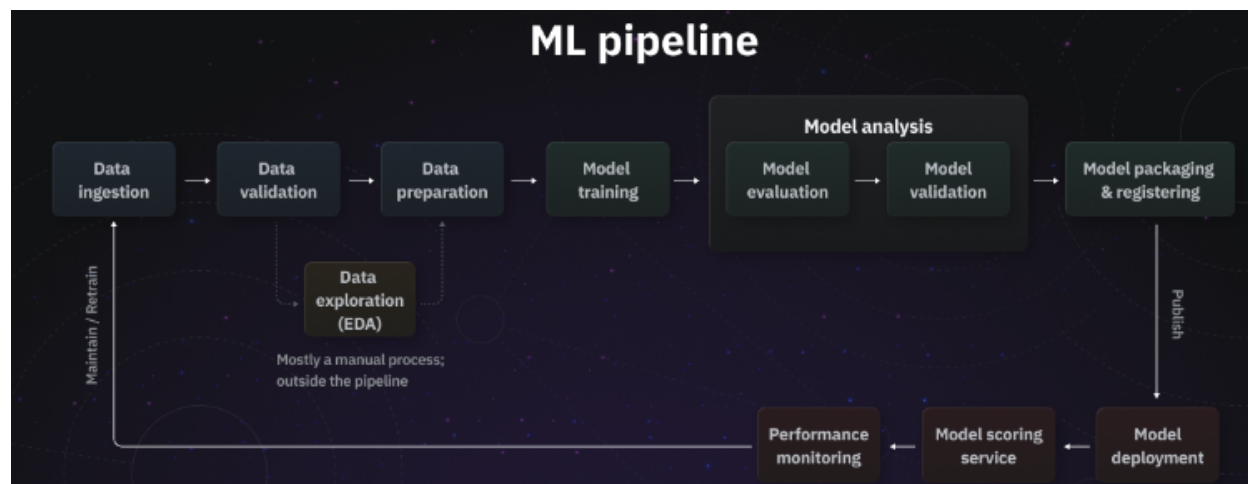 ML pipeline
Model analysis
Data
ingestion
Data
validation
Data
preparation
Model
training
Model
evaluation
Model
validation
Model packaging
& registering
Data
exploration
(EDA)
Mostly a manual process;
outside the pipeline
Maintain / Retrain
Publish
Performance
monitoring
Model scoring
service
Model
deployment